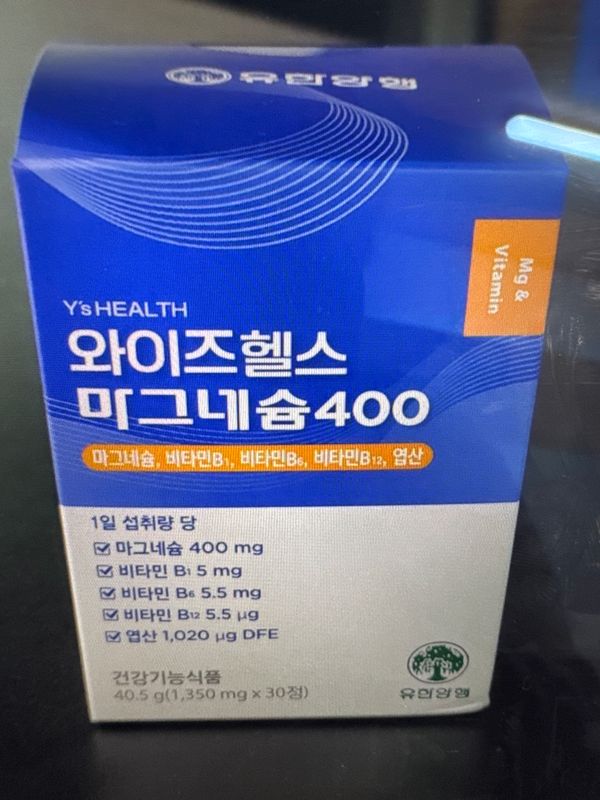 유한양행
Mg &
Vitamin
Y's HEALTH
와이즈헬스
마그네슘400
마그네슘, 비타민B₁, 비타민B₆, 비타민B₁₂, 엽산
1일 섭취량 당
마그네슘 400 mg
비타민 B₁ 5 mg
비타민 B₆ 5.5 mg
비타민 B₁₂ 5.5 μg
엽산 1,020 μg DFE
건강기능식품
40.5 g(1,350 mg x 30정)
유한양행